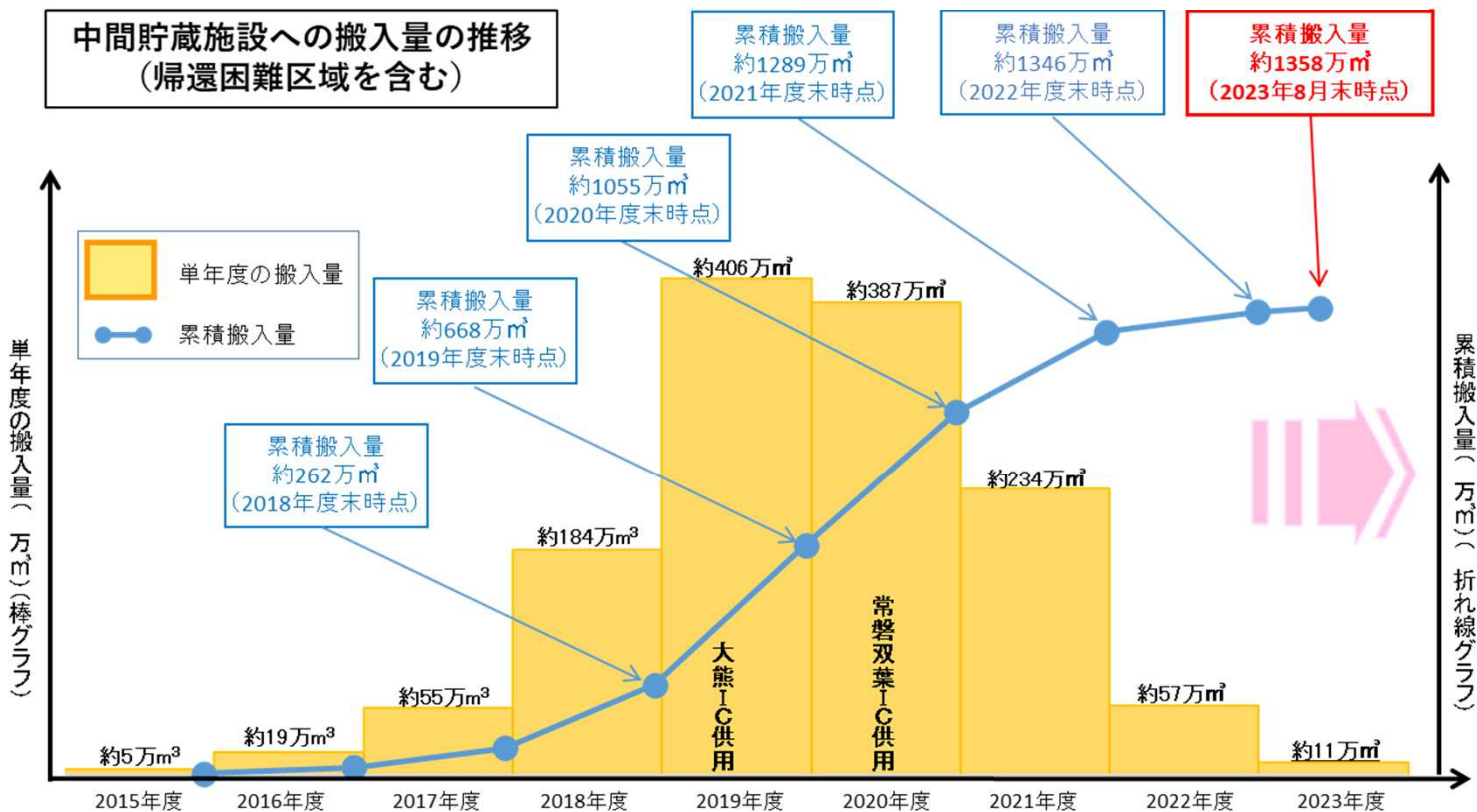 中間貯蔵施設への搬入量の推移
（帰還困難区域を含む）
累積搬入量
約1289万㎥
（2021年度末時点）
累積搬入量
約1346万㎥
（2022年度末時点）
累積搬入量
約1358万㎥
（2023年8月末時点）
累積搬入量
約1055万㎥
（2020年度末時点）
累積搬入量
約668万㎥
（2019年度末時点）
累積搬入量
約262万㎥
（2018年度末時点）
単年度の搬入量
累積搬入量
単年度の搬入量（　万㎥）（棒グラフ）
累積搬入量（　万㎥）（　折れ線グラフ）
約5万m³
約19万m³
約55万m³
約184万m³
約406万㎥
約387万㎥
約234万㎥
約57万㎥
約11万㎥
大熊IC供用
常磐双葉IC供用
2015年度
2016年度
2017年度
2018年度
2019年度
2020年度
2021年度
2022年度
2023年度